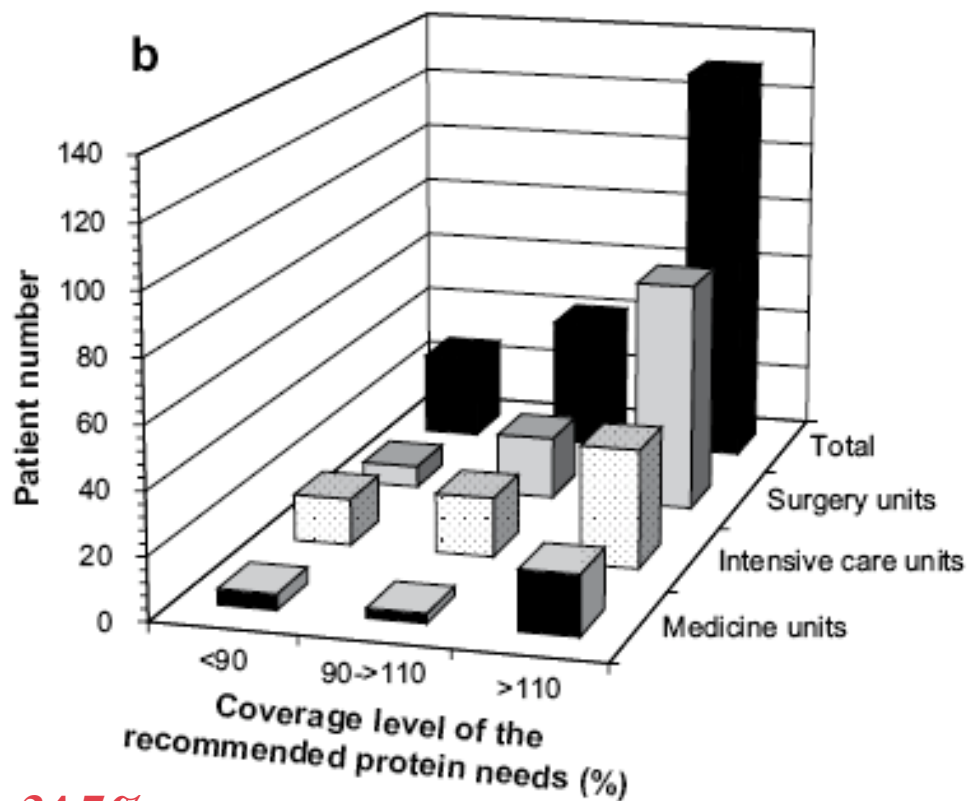 b
140
120
100
80
60
40
20
0
Patient number
Total
Surgery units
Intensive care units
Medicine units
<90
90->110
>110
Coverage level of the
recommended protein needs (%)